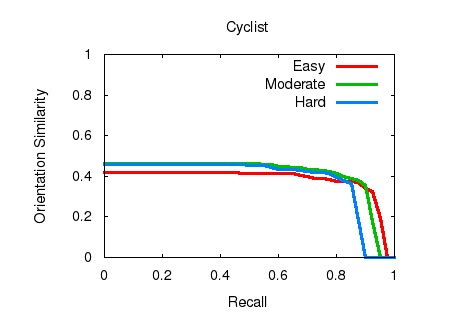 Cyclist
1
0.8
0.6
0.4
0.2
0
Orientation Similarity
Easy
Moderate
Hard
0 0.2 0.4 0.6 0.8 1
Recall